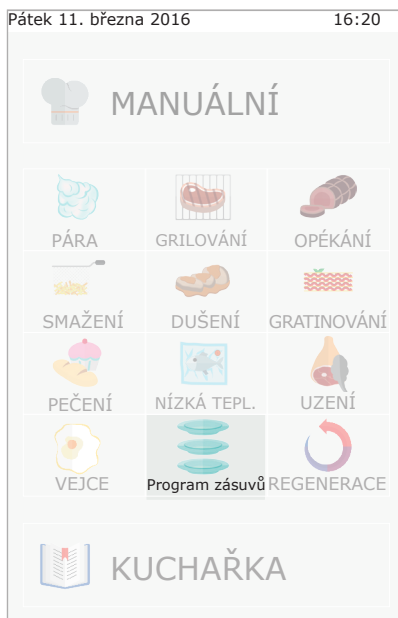 Pátek 11. března 2016 16:20
MANUÁLNÍ
PÁRA GRILOVÁNÍ OPÉKÁNÍ
SMAŽENÍ DUŠENÍ GRATINOVÁNÍ
PEČENÍ NÍZKÁ TEPL. UZENÍ
VEJCE Program zásuvů REGENERACE
KUCHAŘKA